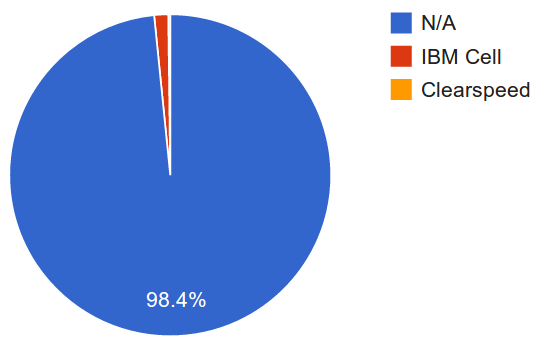 N/A
IBM Cell
Clearspeed
98.4%